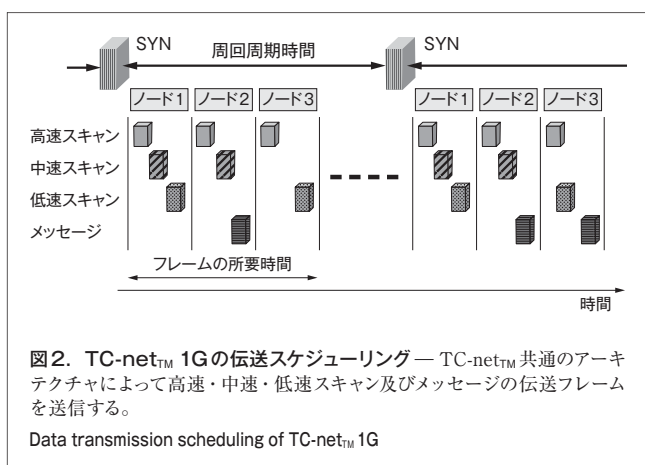 SYN
周回周期時間
SYN
ノード1
ノード2
ノード3
ノード1
ノード2
ノード3
高速スキャン
中速スキャン
低速スキャン
メッセージ
フレームの所要時間
時間
図2. TC-net™ 1Gの伝送スケジューリング — TC-net™共通のアーキ
テクチャによって高速・中速・低速スキャン及びメッセージの伝送フレーム
を送信する。
Data transmission scheduling of TC-net™ 1G